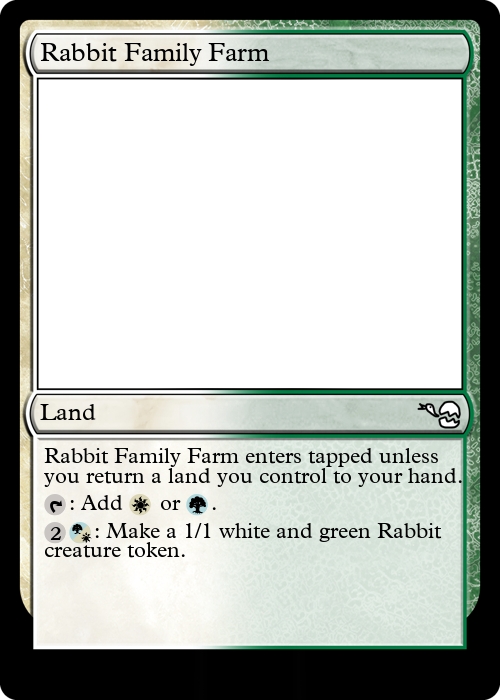 Rabbit Family Farm
Land
Rabbit Family Farm enters tapped unless
you return a land you control to your hand.
: Add or .
2 : Make a 1/1 white and green Rabbit
creature token.